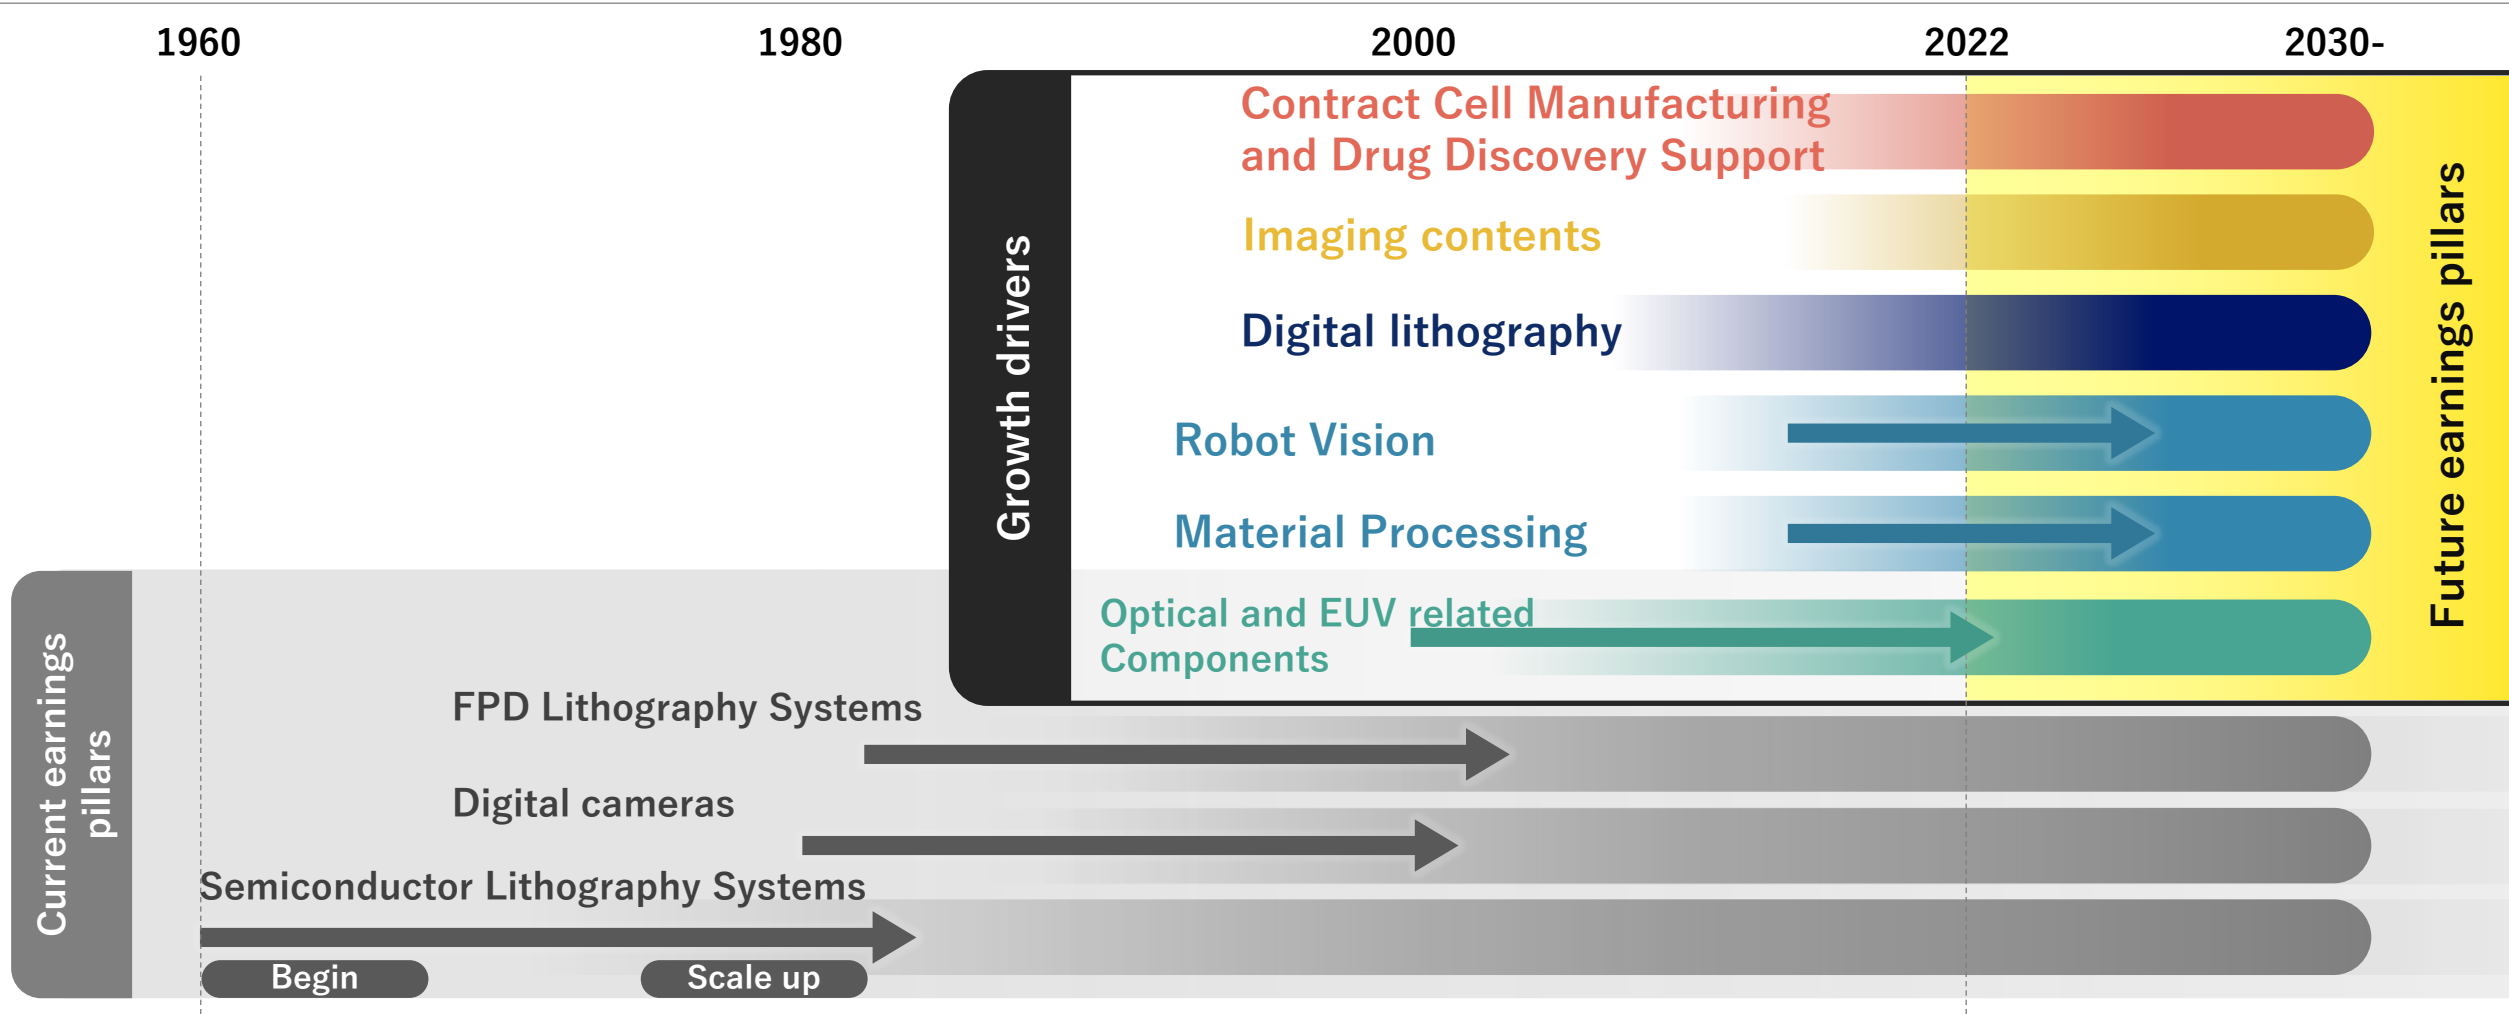 1960 1980 2000 2022 2030-
Growth drivers
Contract Cell Manufacturing
and Drug Discovery Support
Imaging contents
Digital lithography
Robot Vision
Material Processing
Optical and EUV related
Components
Future earnings pillars
Current earnings
pillars
FPD Lithography Systems
Digital cameras
Semiconductor Lithography Systems
Begin Scale up